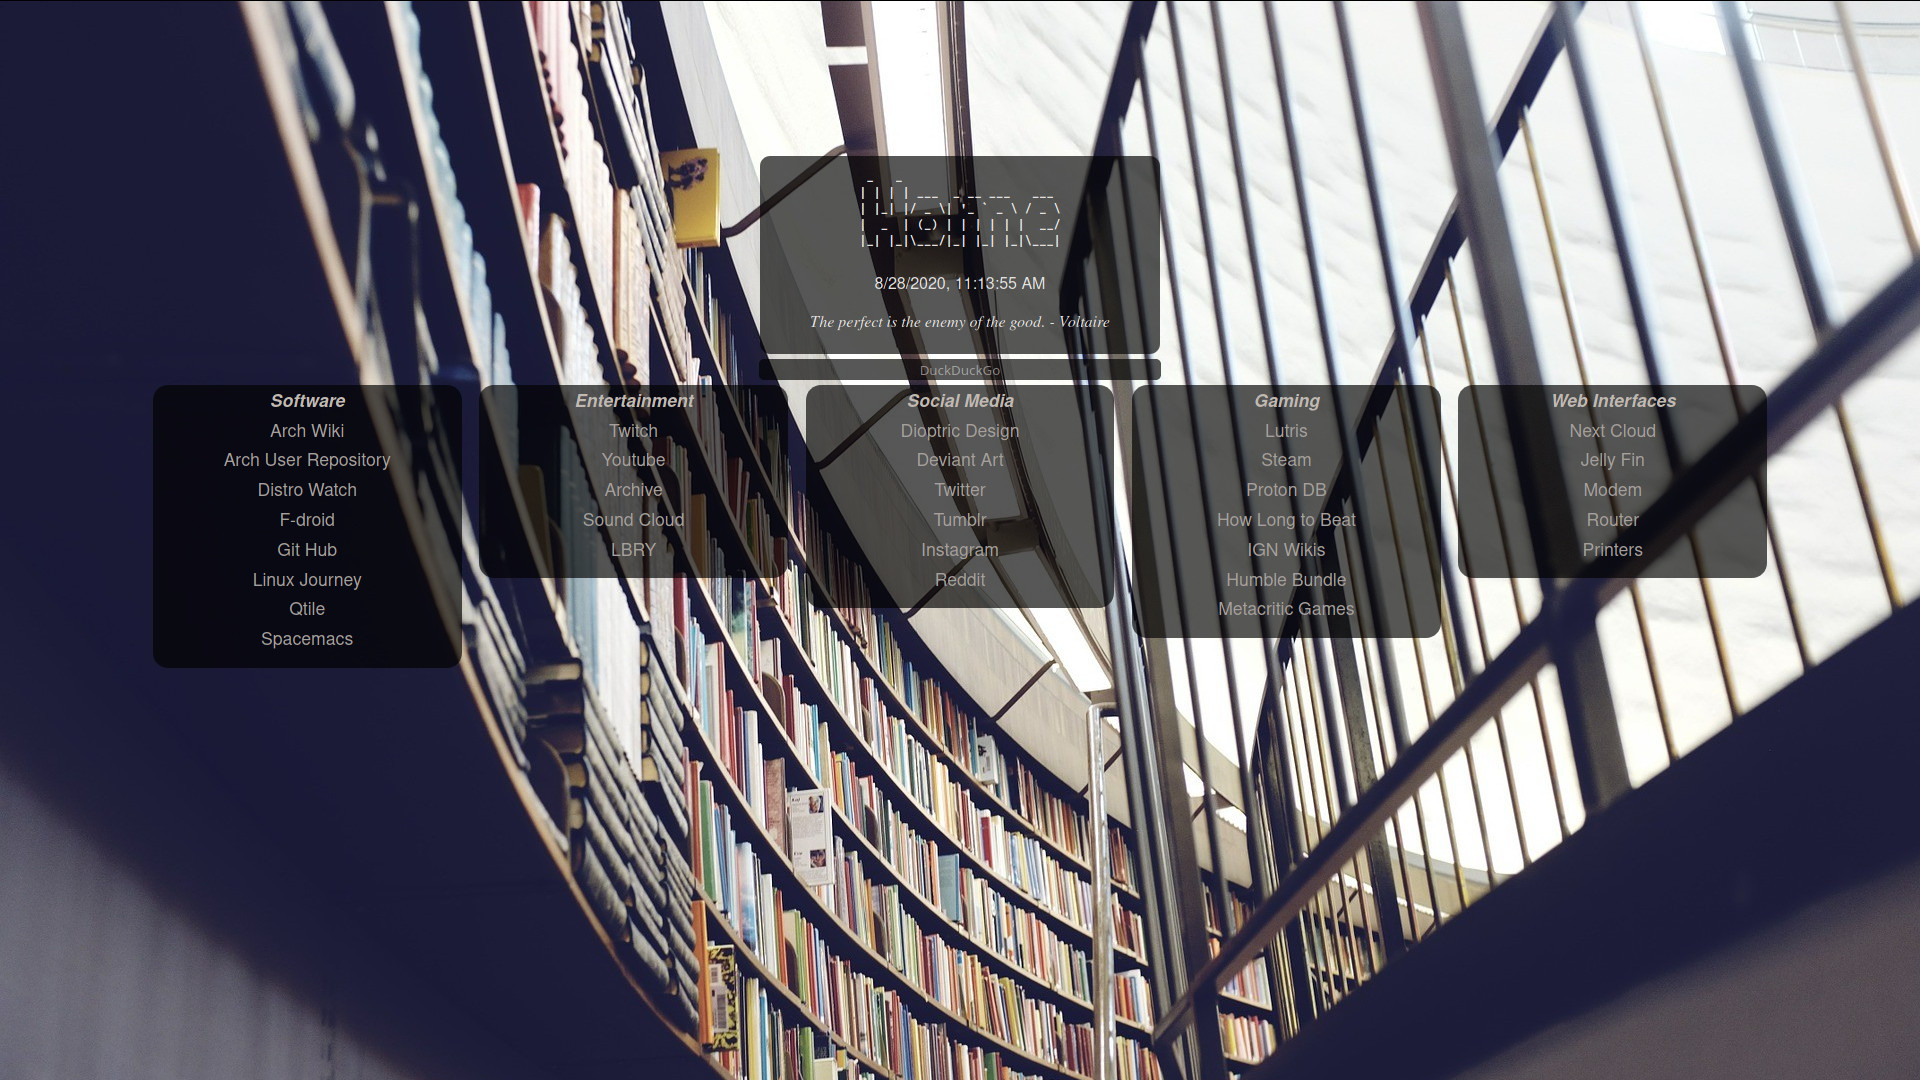 Home
8/28/2020, 11:13:55 AM
The perfect is the enemy of the good. - Voltaire
DuckDuckGo
Software
Arch Wiki
Arch User Repository
Distro Watch
F-droid
Git Hub
Linux Journey
Qtile
Spacemacs
Entertainment
Twitch
Youtube
Archive
Sound Cloud
LBRY
Social Media
Dioptric Design
Deviant Art
Twitter
Tumblr
Instagram
Reddit
Gaming
Lutris
Steam
Proton DB
How Long to Beat
IGN Wikis
Humble Bundle
Metacritic Games
Web Interfaces
Next Cloud
Jelly Fin
Modem
Router
Printers